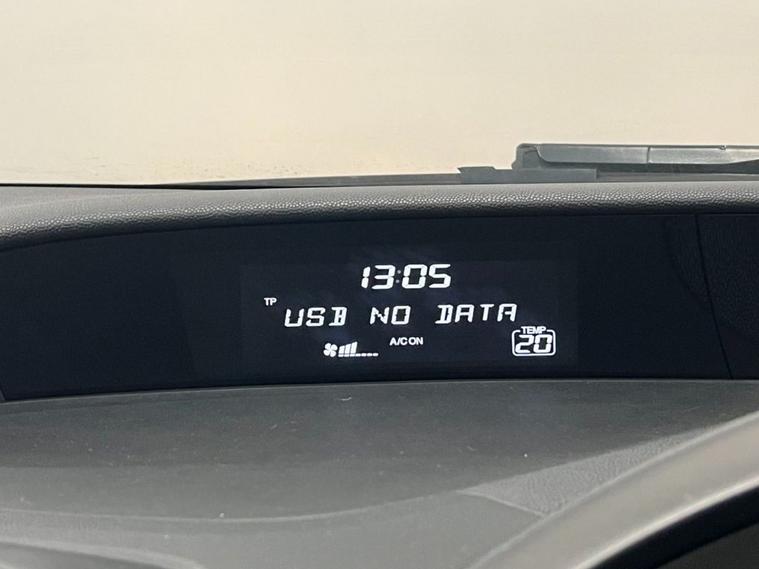 13:05
TP
USB NO DATA
A/C ON
TEMP
20